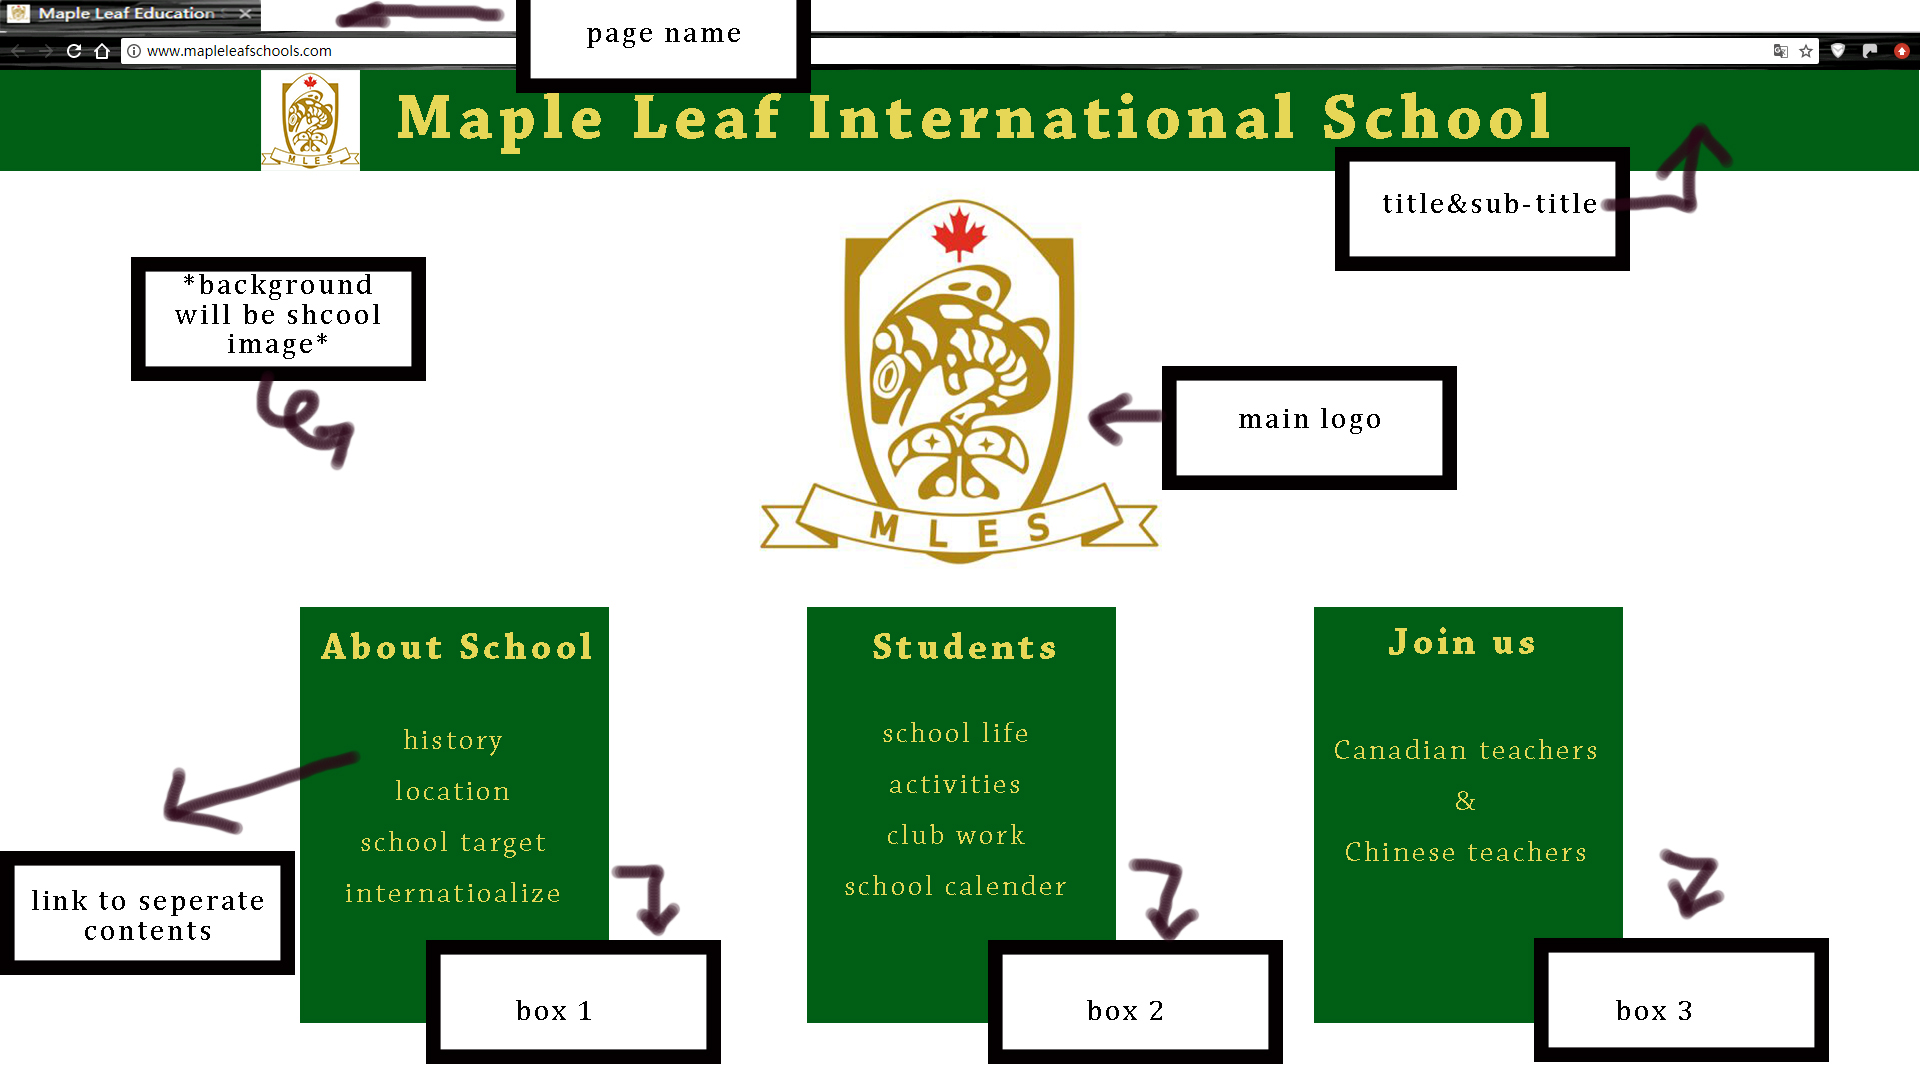 Maple Leaf Education
page name
www.mapleleafschools.com
MLES
Maple Leaf International School
title&sub-title
*background
will be shcool
image*
main logo
MLES
About School
history
location
school target
internatioalize
Students
school life
activities
club work
school calender
Join us
Canadian teachers
&
Chinese teachers
link to seperate
contents
box 1
box 2
box 3